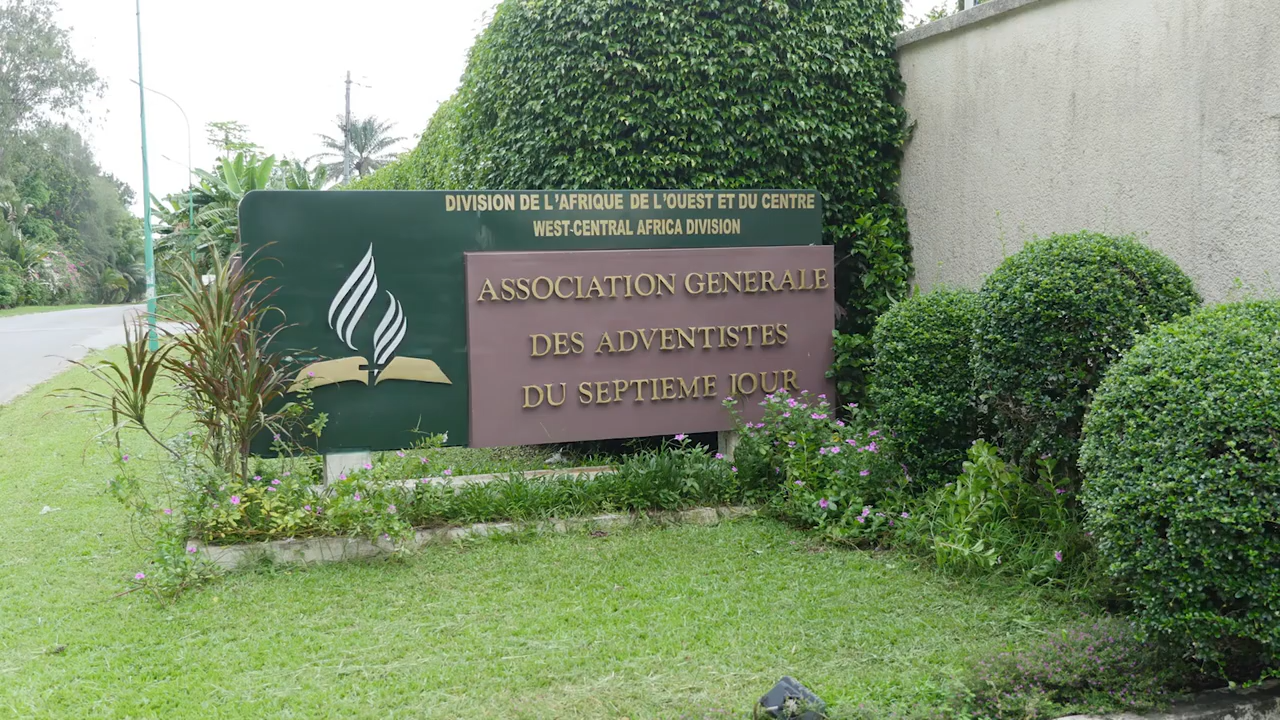 DIVISION DE L'AFRIQUE DE L'OUEST ET DU CENTRE
WEST-CENTRAL AFRICA DIVISION
ASSOCIATION GENERALE
DES ADVENTISTES
DU SEPTIEME JOUR